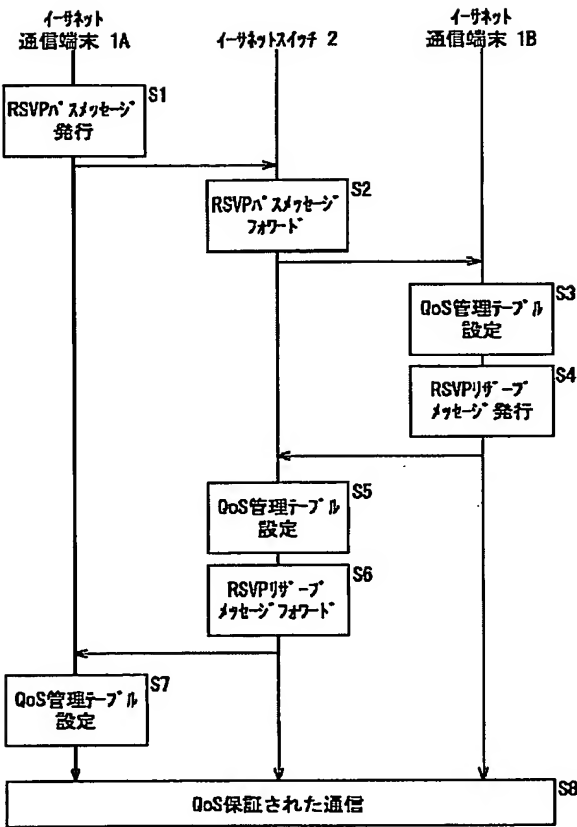 イーサネット
通信端末 1A
イーサネットスイッチ 2
イーサネット
通信端末 1B
S1
RSVPパスメッセージ
発行
S2
RSVPパスメッセージ
フォワード
S3
QoS管理テーブル
設定
S4
RSVPリザーブ
メッセージ発行
S5
QoS管理テーブル
設定
S6
RSVPリザーブ
メッセージフォワード
S7
QoS管理テーブル
設定
S8
QoS保証された通信